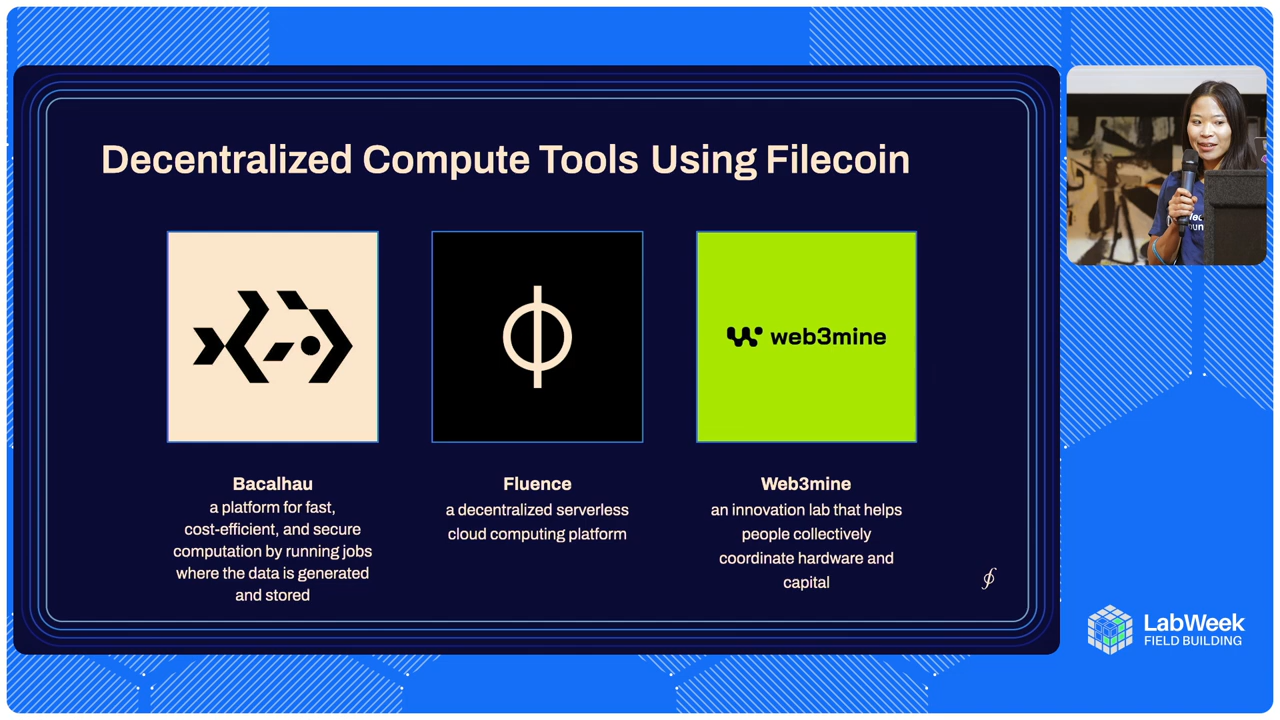 Decentralized Compute Tools Using Filecoin
web3mine
Bacalhau
a platform for fast,
cost-efficient, and secure
computation by running jobs
where the data is generated
and stored
Fluence
a decentralized serverless
cloud computing platform
Web3mine
an innovation lab that helps
people collectively
coordinate hardware and
capital
LabWeek
FIELD BUILDING